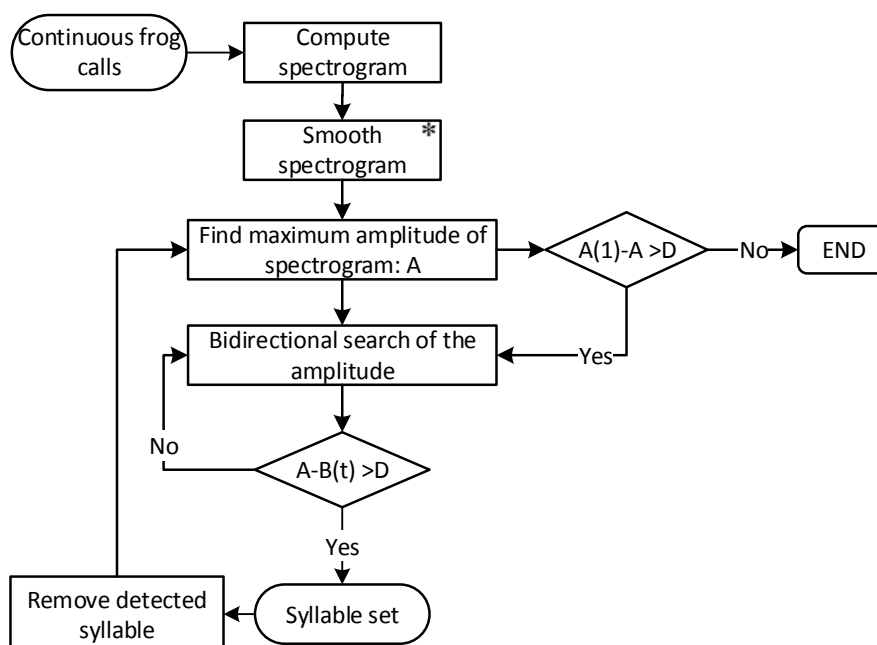 Continuous frog
calls
Compute
spectrogram
Smooth *
spectrogram
Find maximum amplitude of
spectrogram: A
A(1)-A >D
No
END
Bidirectional search of the
amplitude
Yes
No
A-B(t) >D
Yes
Remove detected
syllable
Syllable set